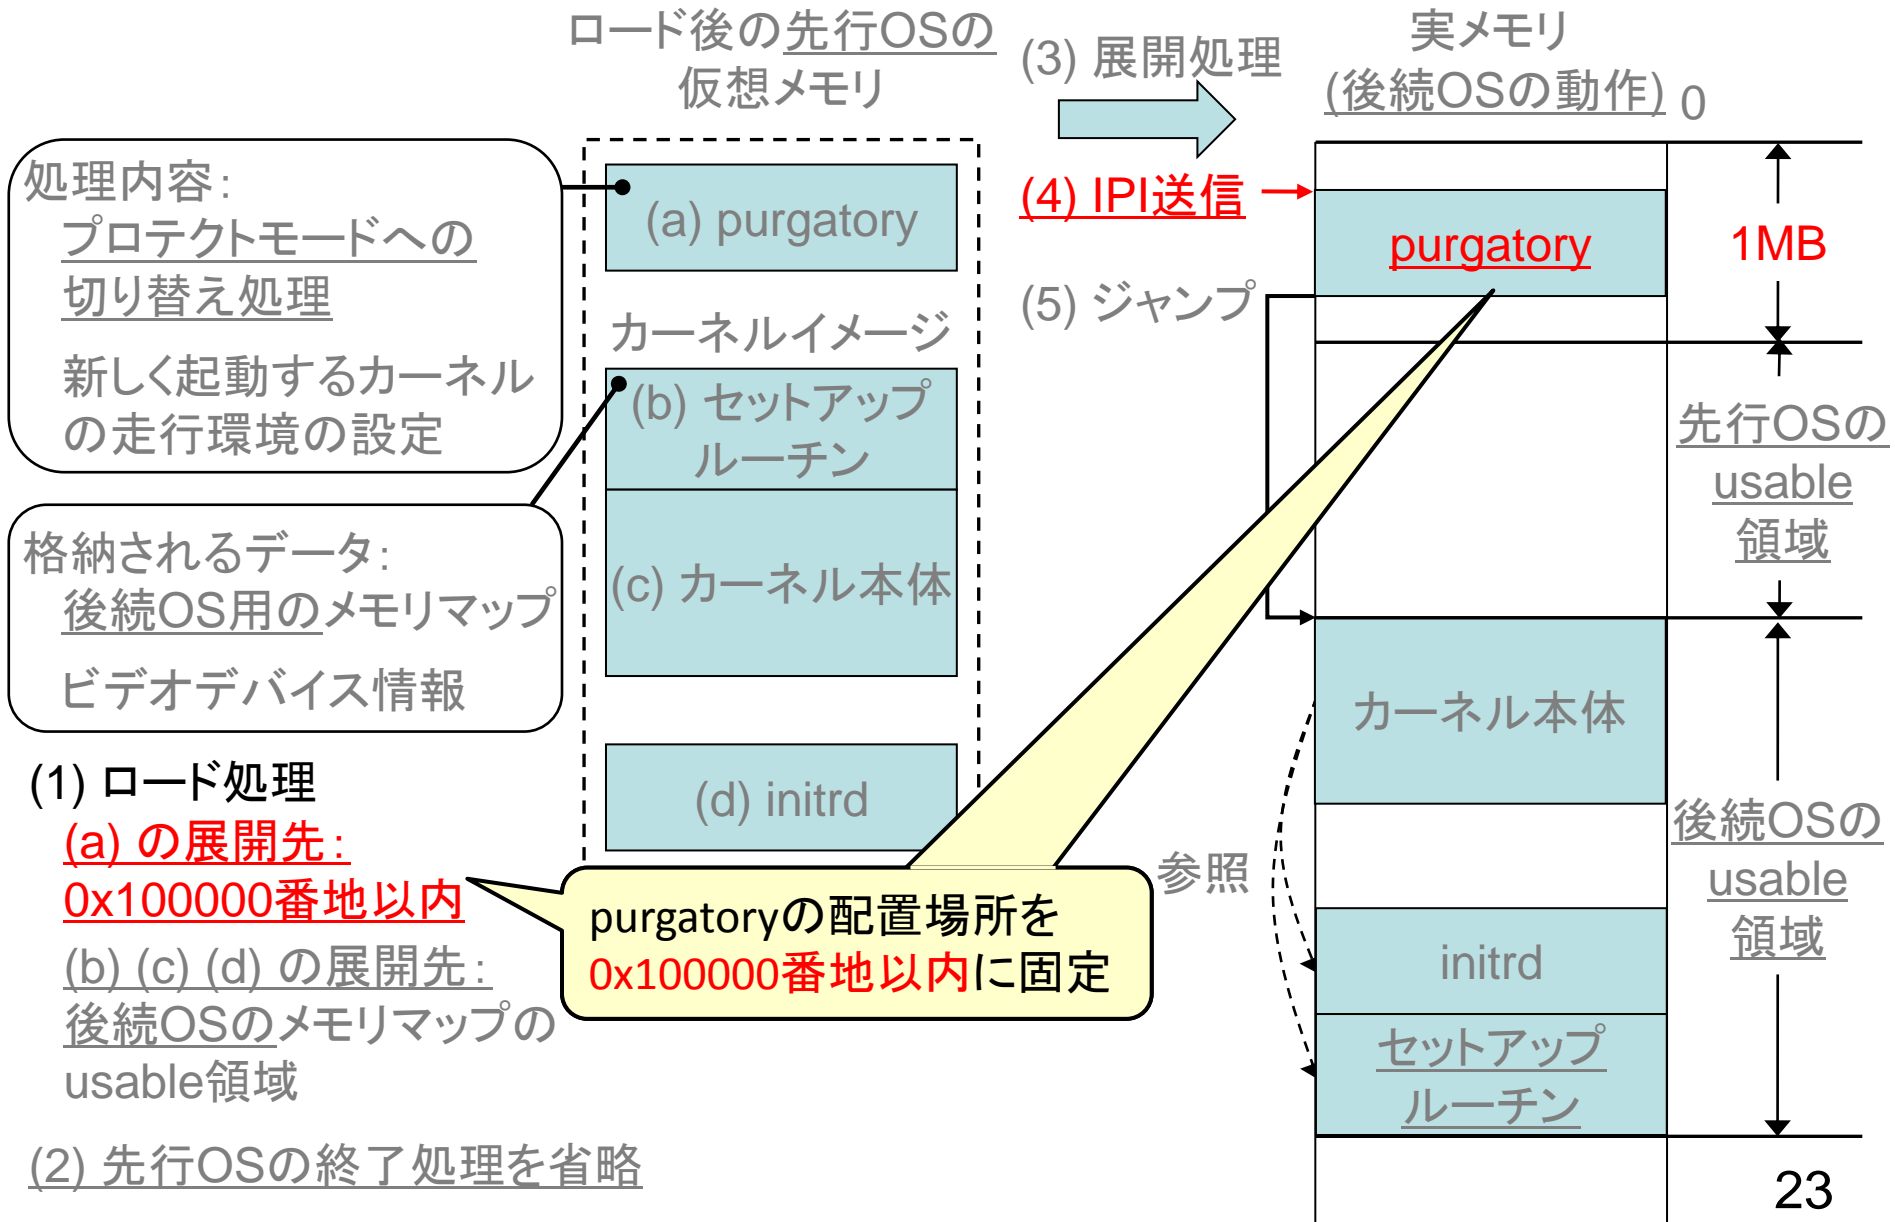 ロード後の先行OSの
仮想メモリ
(3) 展開処理
実メモリ
(後続OSの動作)
0
処理内容：
プロテクトモードへの
切り替え処理
新しく起動するカーネル
の走行環境の設定
(a) purgatory
(4) IPI送信
purgatory
1MB
(5) ジャンプ
カーネルイメージ
(b) セットアップ
ルーチン
先行OSの
usable
領域
格納されるデータ：
後続OS用のメモリマップ
ビデオデバイス情報
(c) カーネル本体
カーネル本体
(1) ロード処理
(a) の展開先：
0x100000番地以内
(b) (c) (d) の展開先：
後続OSのメモリマップの
usable領域
(d) initrd
後続OSの
usable
領域
参照
purgatoryの配置場所を
0x100000番地以内に固定
initrd
セットアップ
ルーチン
(2) 先行OSの終了処理を省略
23